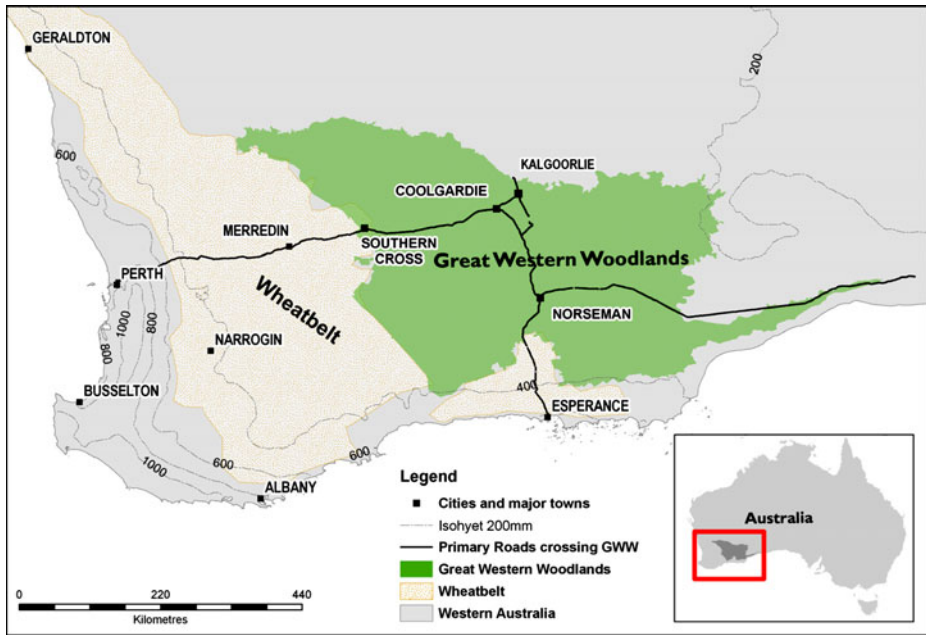 GERALDTON
200
600
KALGOORLIE
COOLGARDIE
MERREDIN
SOUTHERN
CROSS
Great Western Woodlands
PERTH
Wheatbelt
NORSEMAN
1000
800
800
NARROGIN
BUSSELTON
400
ESPERANCE
600
600
1000
ALBANY
Legend
Cities and major towns
Isohyet 200mm
Primary Roads crossing GWW
Great Western Woodlands
Wheatbelt
Western Australia
0 220 440
Kilometres
Australia